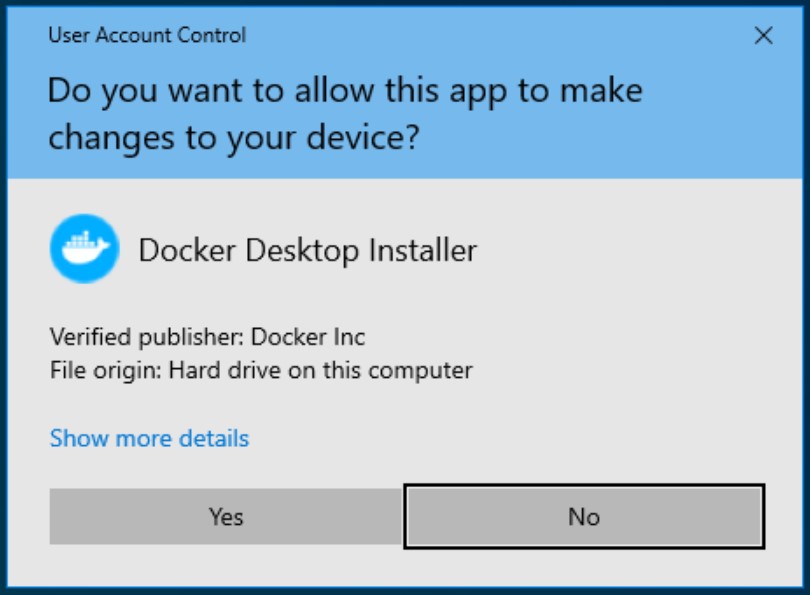 User Account Control
Do you want to allow this app to make
changes to your device?
Docker Desktop Installer
Verified publisher: Docker Inc
File origin: Hard drive on this computer
Show more details
Yes
No